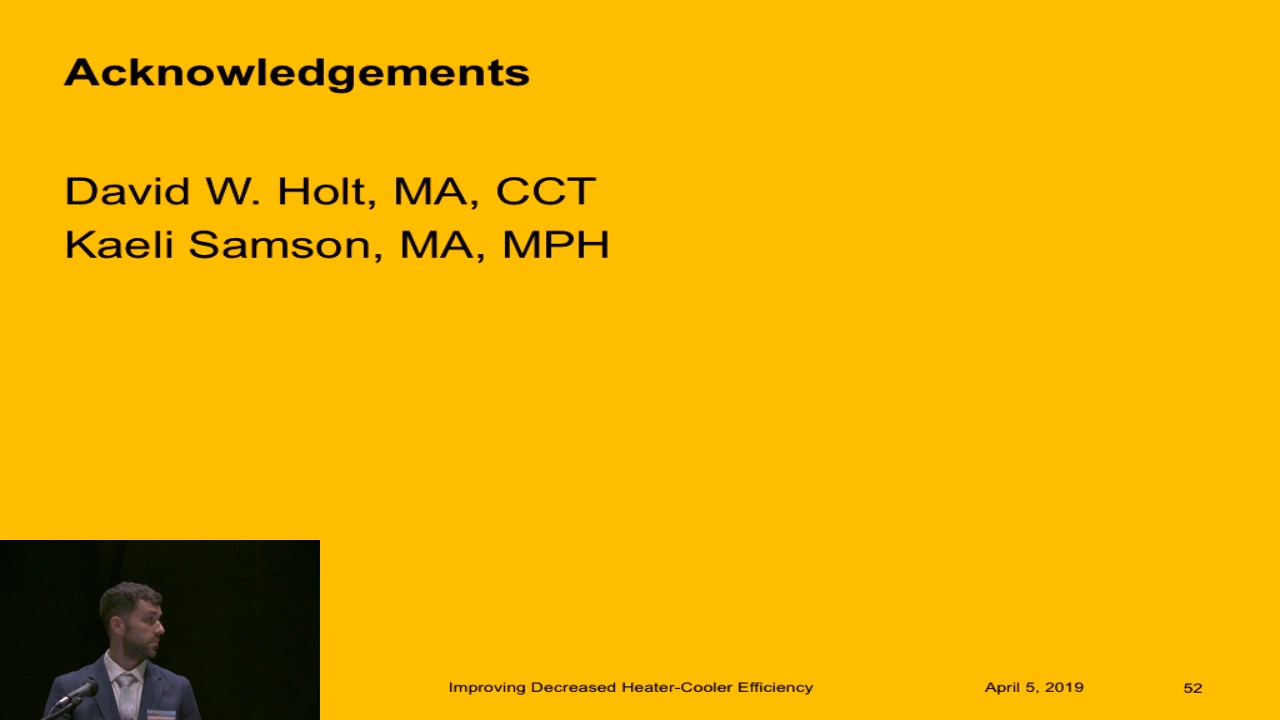 Acknowledgements
David W. Holt, MA, CCT
Kaeli Samson, MA, MPH
Improving Decreased Heater-Cooler Efficiency
April 5, 2019
52